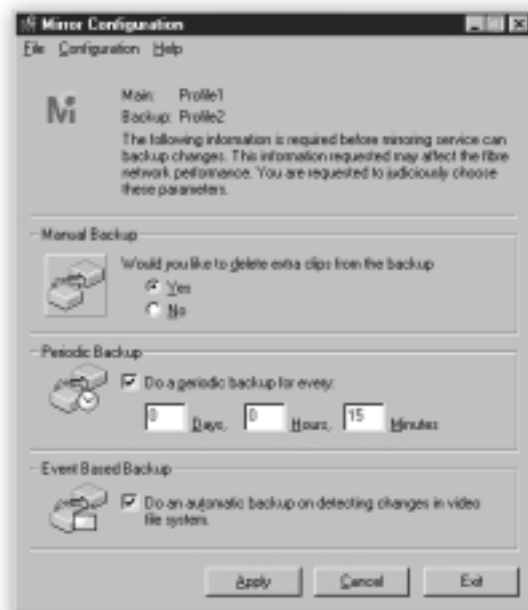 Mirror Configuration
File Configuration Help
Mi
Main: Profile1
Backup: Profile2
The following information is required before mirroring service can
backup changes. This information requested may affect the fibre
network performance. You are requested to judiciously choose
these parameters.
Manual Backup
Would you like to delete extra clips from the backup
Yes
No
Periodic Backup
Do a periodic backup for every:
0 Days, 0 Hours, 15 Minutes
Event Based Backup
Do an automatic backup on detecting changes in video
file system.
Apply Cancel Exit